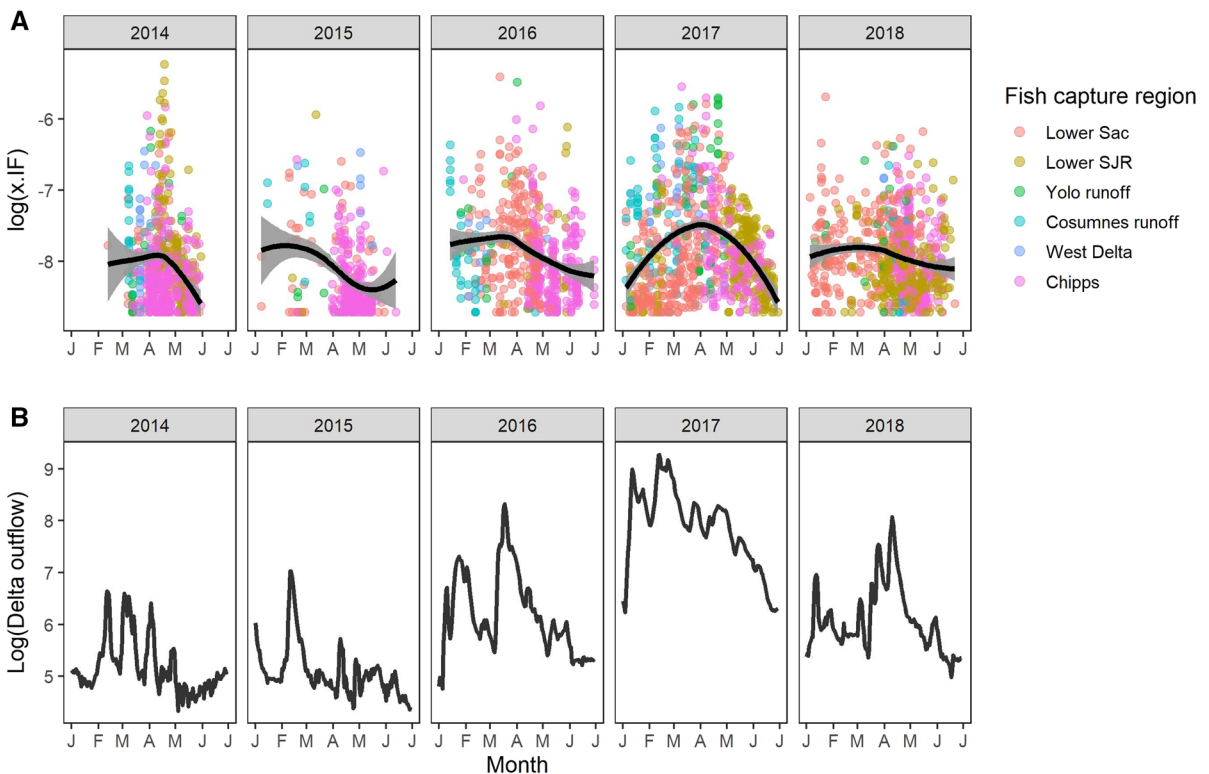 A
2014 2015 2016 2017 2018
log(x.IF)
-6
-7
-8
J F M A M J J J F M A M J J J F M A M J J J F M A M J J J F M A M J J
Fish capture region
Lower Sac
Lower SJR
Yolo runoff
Cosumnes runoff
West Delta
Chipps
B
2014 2015 2016 2017 2018
Log(Delta outflow)
9
8
7
6
5
J F M A M J J J F M A M J J J F M A M J J J F M A M J J J F M A M J J
Month